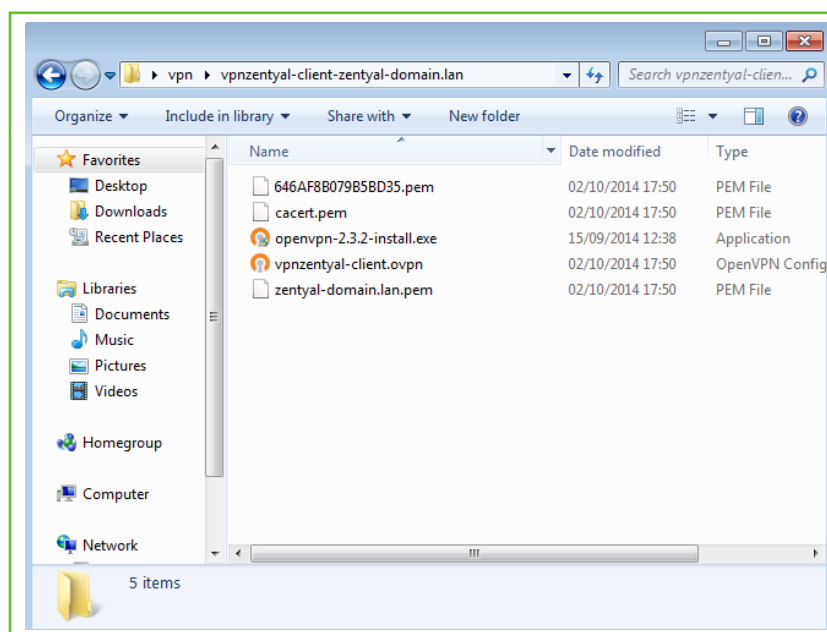 vpn vpnzentyal-client-zentyal-domain.lan Search vpnzentyal-clien...
Organize Include in library Share with New folder
Name Date modified Type
Favorites
Desktop
Downloads
Recent Places
Libraries
Documents
Music
Pictures
Videos
Homegroup
Computer
Network
646AF8B079B5BD35.pem 02/10/2014 17:50 PEM File
cacert.pem 02/10/2014 17:50 PEM File
openvpn-2.3.2-install.exe 15/09/2014 12:38 Application
vpnzentyal-client.ovpn 02/10/2014 17:50 OpenVPN Config
zentyal-domain.lan.pem 02/10/2014 17:50 PEM File
5 items